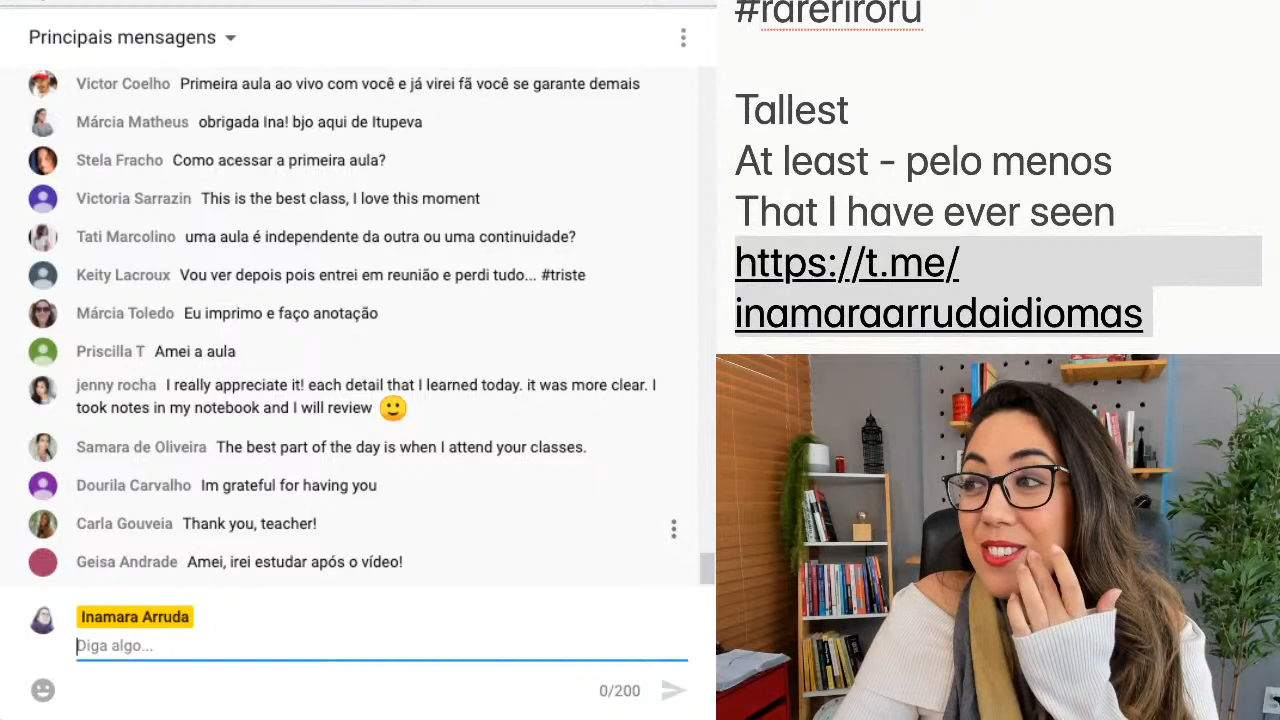 Principais mensagens
Victor Coelho Primeira aula ao vivo com você e já virei fã você se garante demais
Márcia Matheus obrigada Ina! bjo aqui de Itupeva
Stela Fracho Como acessar a primeira aula?
Victoria Sarrazin This is the best class, I love this moment
Tati Marcolino uma aula é independente da outra ou uma continuidade?
Keity Lacroux Vou ver depois pois entrei em reunião e perdi tudo... #triste
Márcia Toledo Eu imprimo e faço anotação
Priscilla T Amei a aula
jenny rocha I really appreciate it! each detail that I learned today. it was more clear. I
took notes in my notebook and I will review 🙂
Samara de Oliveira The best part of the day is when I attend your classes.
Dourila Carvalho Im grateful for having you
Carla Gouveia Thank you, teacher!
Geisa Andrade Amei, irei estudar após o vídeo!
Inamara Arruda
Diga algo...
0/200
#rareriroru
Tallest
At least - pelo menos
That I have ever seen
https://t.me/
inamaraarrudaidiomas